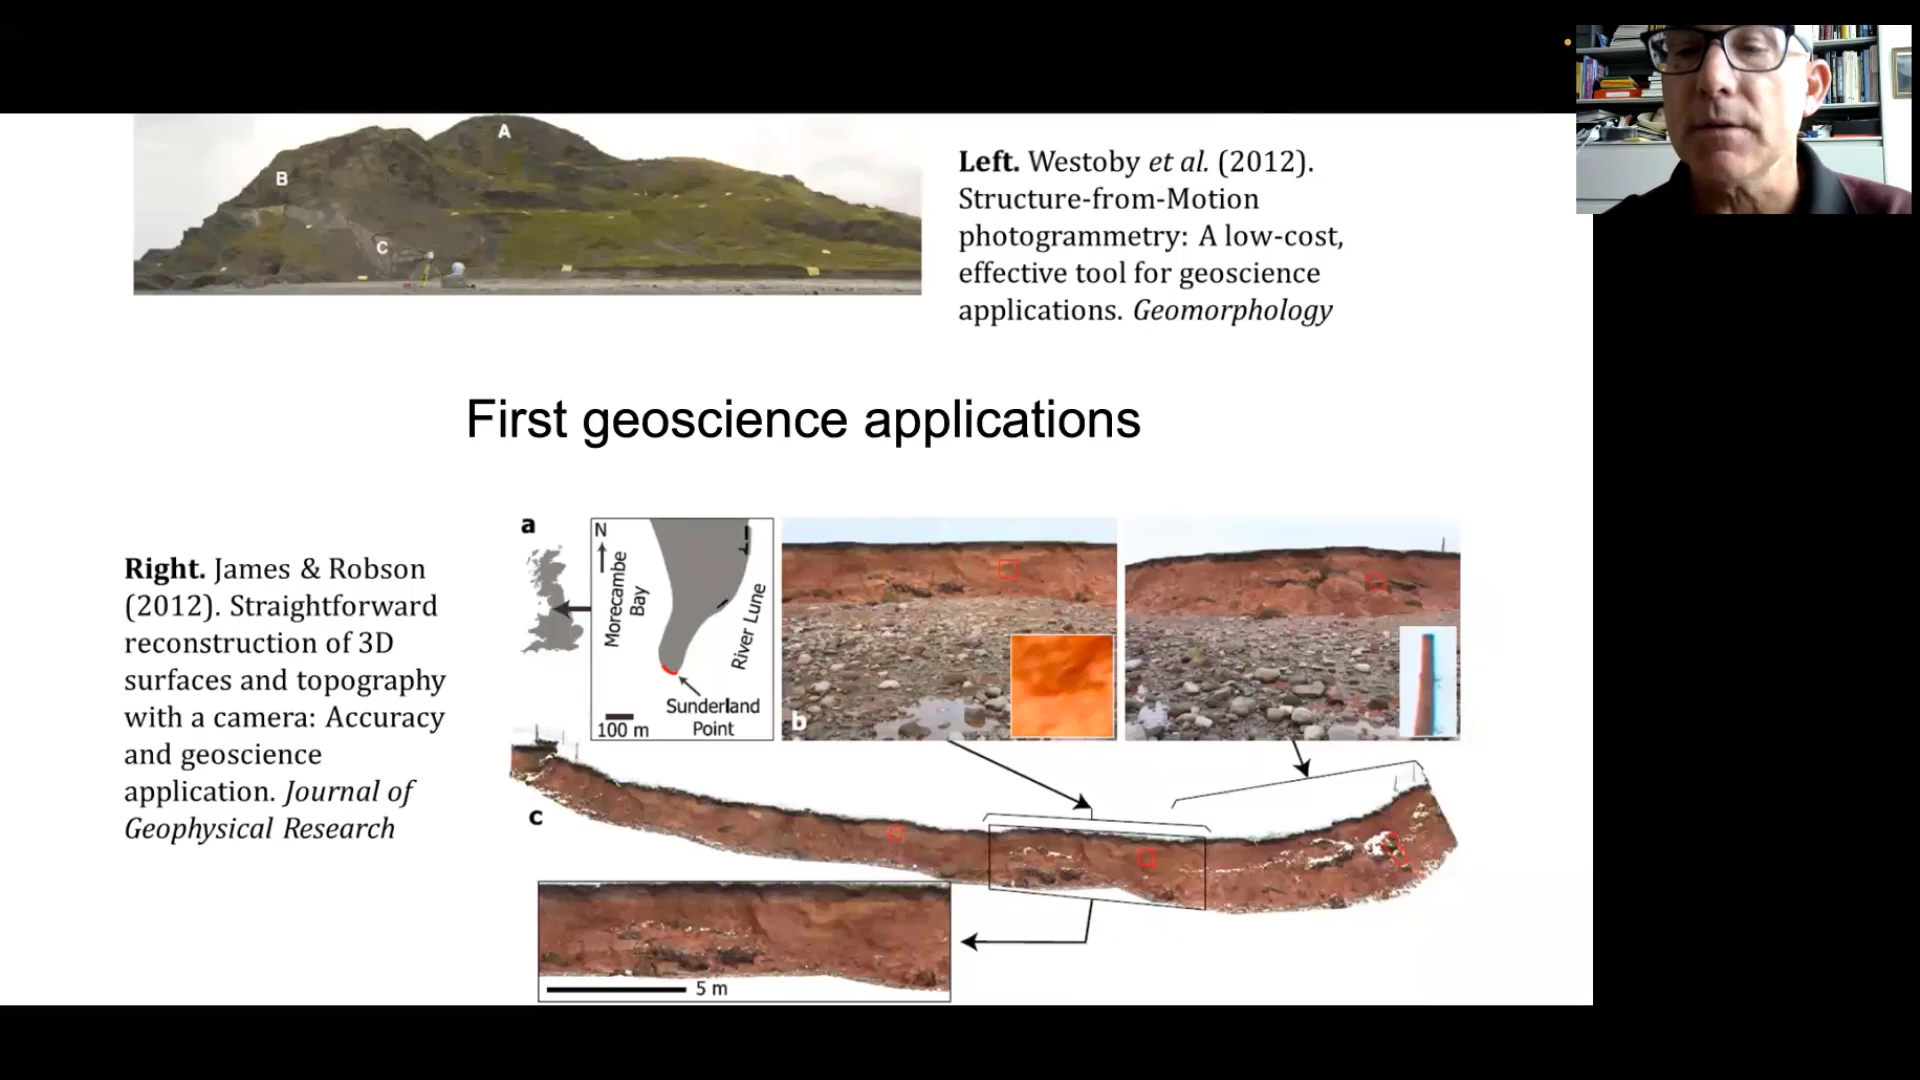 A
B
C
Left. Westoby et al. (2012).
Structure-from-Motion
photogrammetry: A low-cost,
effective tool for geoscience
applications. Geomorphology
First geoscience applications
Right. James & Robson
(2012). Straightforward
reconstruction of 3D
surfaces and topography
with a camera: Accuracy
and geoscience
application. Journal of
Geophysical Research
a
N
Morecambe
Bay
River Lune
Sunderland
Point
100 m
b
c
5 m